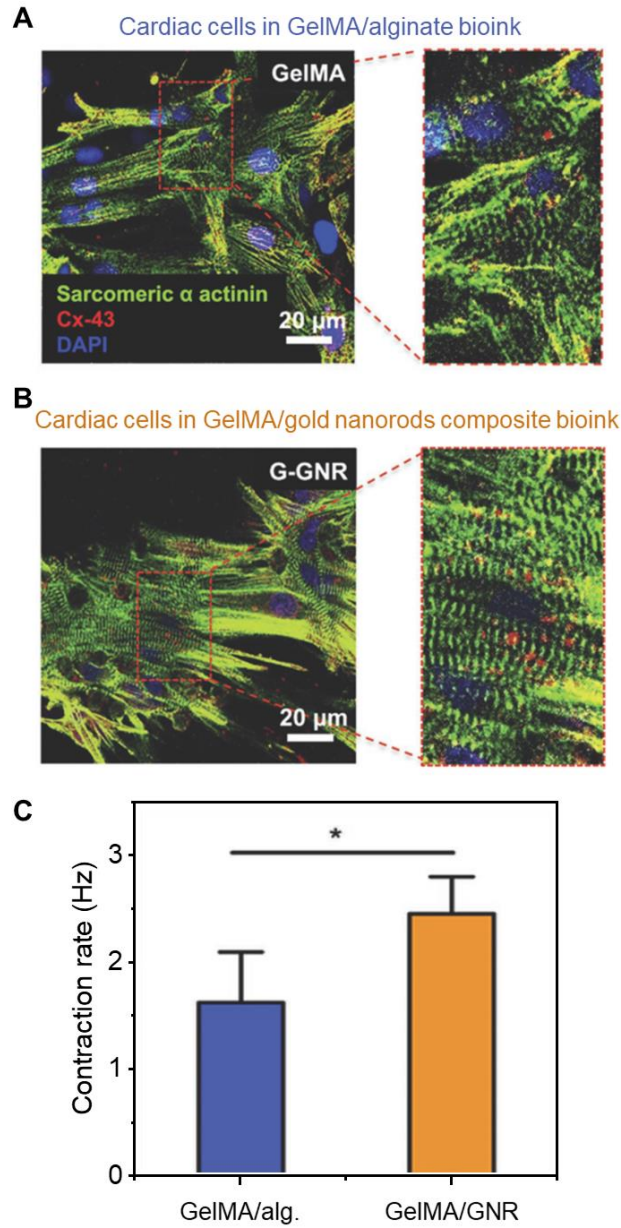 A
Cardiac cells in GelMA/alginate bioink
GelMA
Sarcomeric α actinin
Cx-43
DAPI
20 μm
B
Cardiac cells in GelMA/gold nanorods composite bioink
G-GNR
20 μm
C
*
3
2
1
0
Contraction rate (Hz)
GelMA/alg.
GelMA/GNR